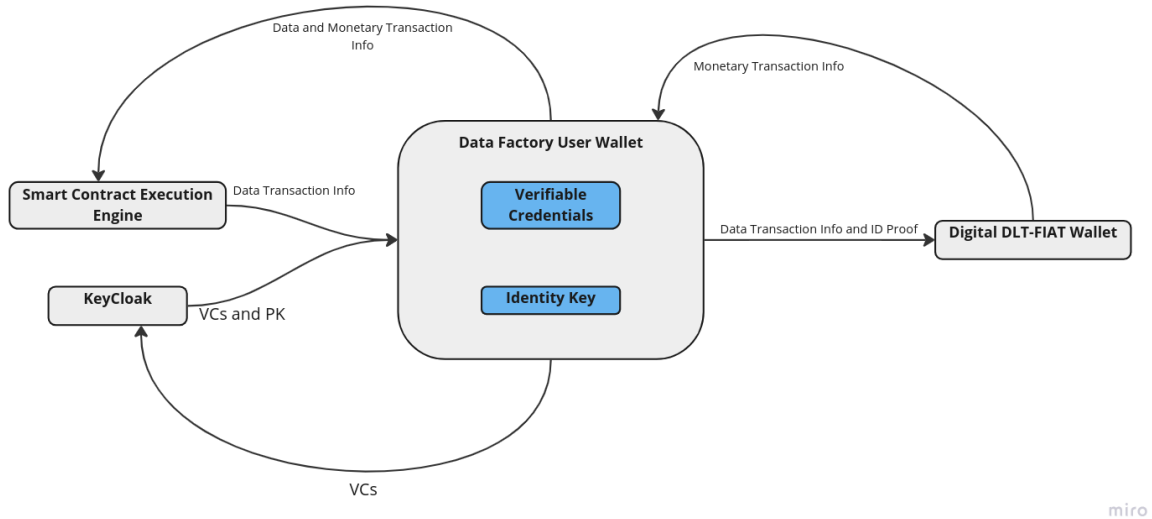 Data and Monetary Transaction
Info
Monetary Transaction Info
Data Factory User Wallet
Smart Contract Execution
Engine
Data Transaction Info
Verifiable
Credentials
Data Transaction Info and ID Proof
Digital DLT-FIAT Wallet
KeyCloak
VCs and PK
Identity Key
VCs
miro